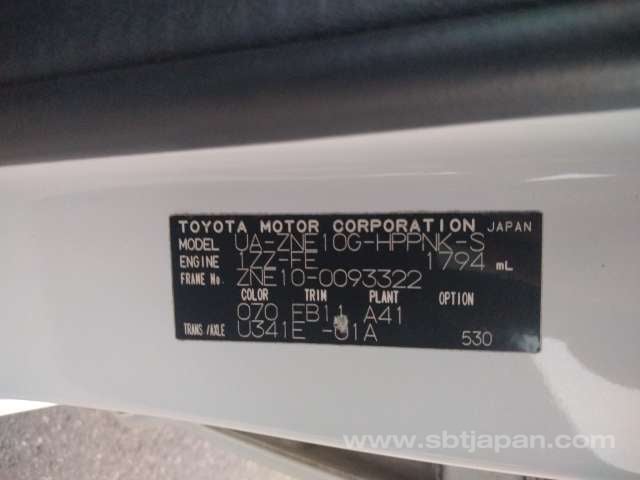 TOYOTA MOTOR CORPORATION JAPAN
MODEL UA-ZNE10G-HPPNK-S
ENGINE 1ZZ-FE 1794 mL
FRAME No. ZNE10-0093322
COLOR TRIM PLANT OPTION
070 EB11 A41
TRANS/AXLE U341E -01A 530
www.sbtjapan.com